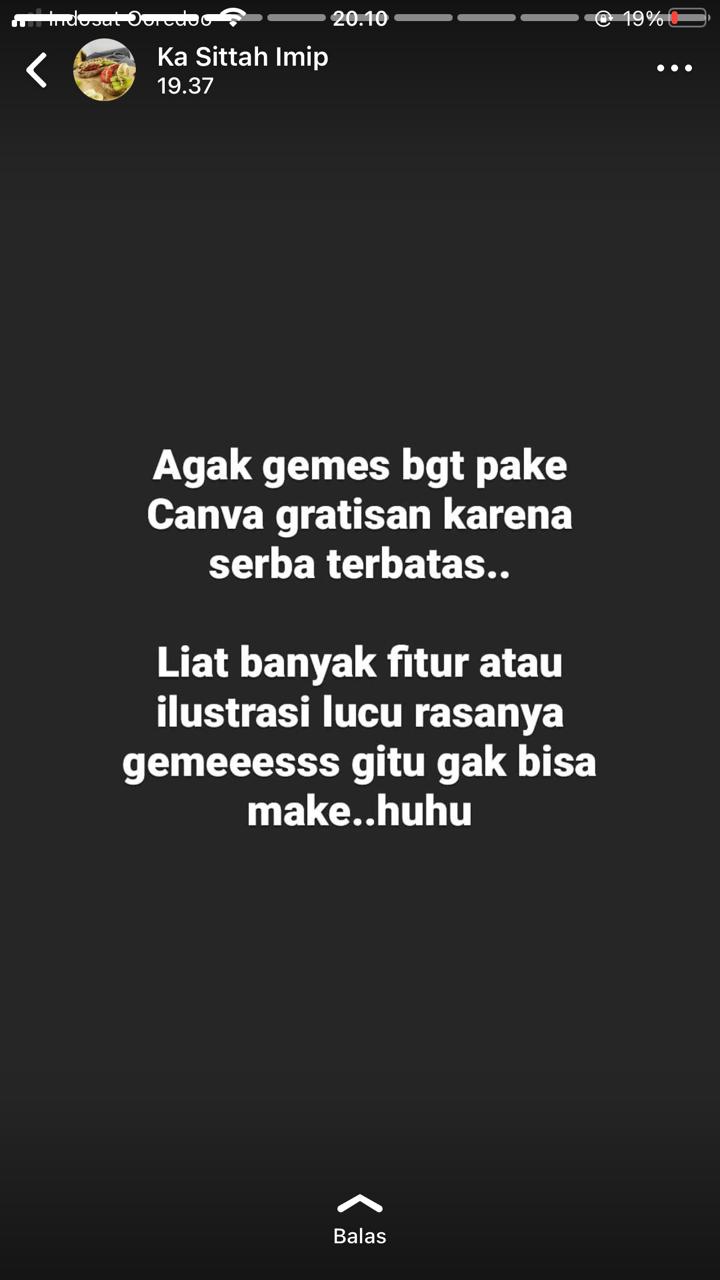 Indosat Ooredoo 20.10 19%
Ka Sittah Imip
19.37
Agak gemes bgt pake
Canva gratisan karena
serba terbatas..
Liat banyak fitur atau
ilustrasi lucu rasanya
gemeeesss gitu gak bisa
make..huhu
Balas